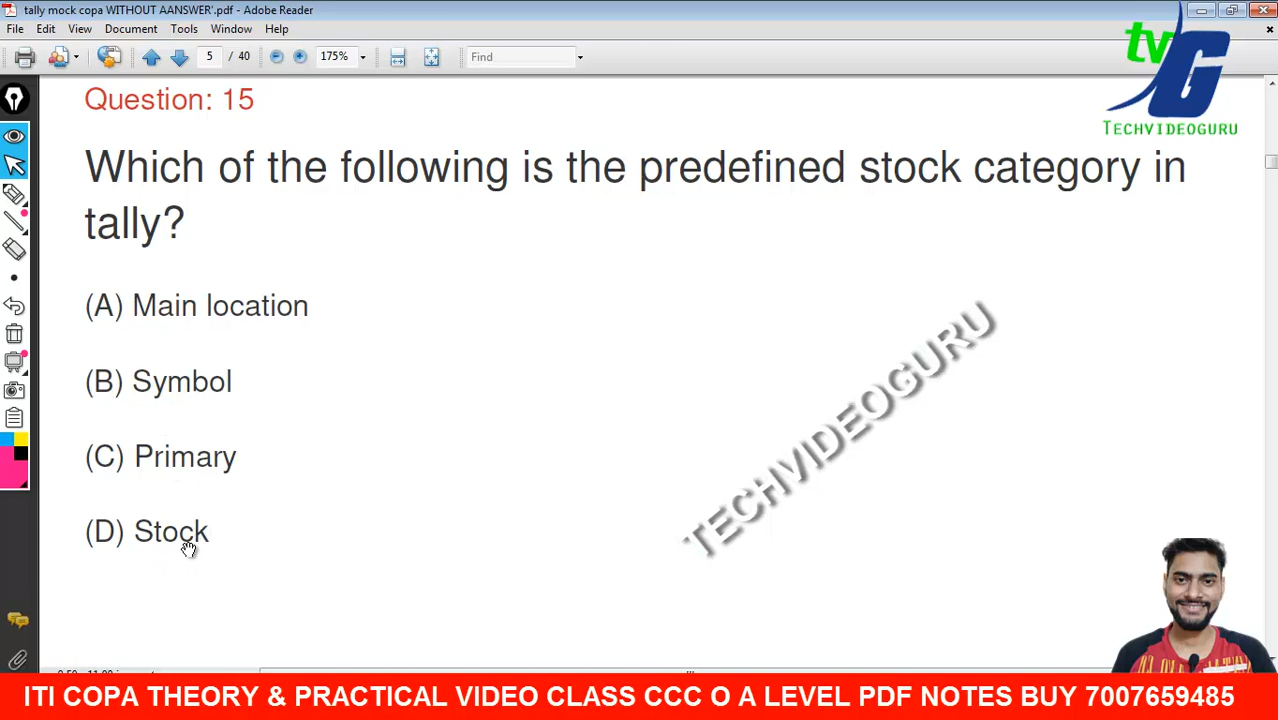 tally mock copa WITHOUT AANSWER'.pdf - Adobe Reader
File Edit View Document Tools Window Help
5 / 40 175% Find
tv G
TECHVIDEOGURU
Question: 15
Which of the following is the predefined stock category in
tally?
(A) Main location
(B) Symbol
(C) Primary
(D) Stock
TECHVIDEOGURU
ITI COPA THEORY & PRACTICAL VIDEO CLASS CCC O A LEVEL PDF NOTES BUY 7007659485